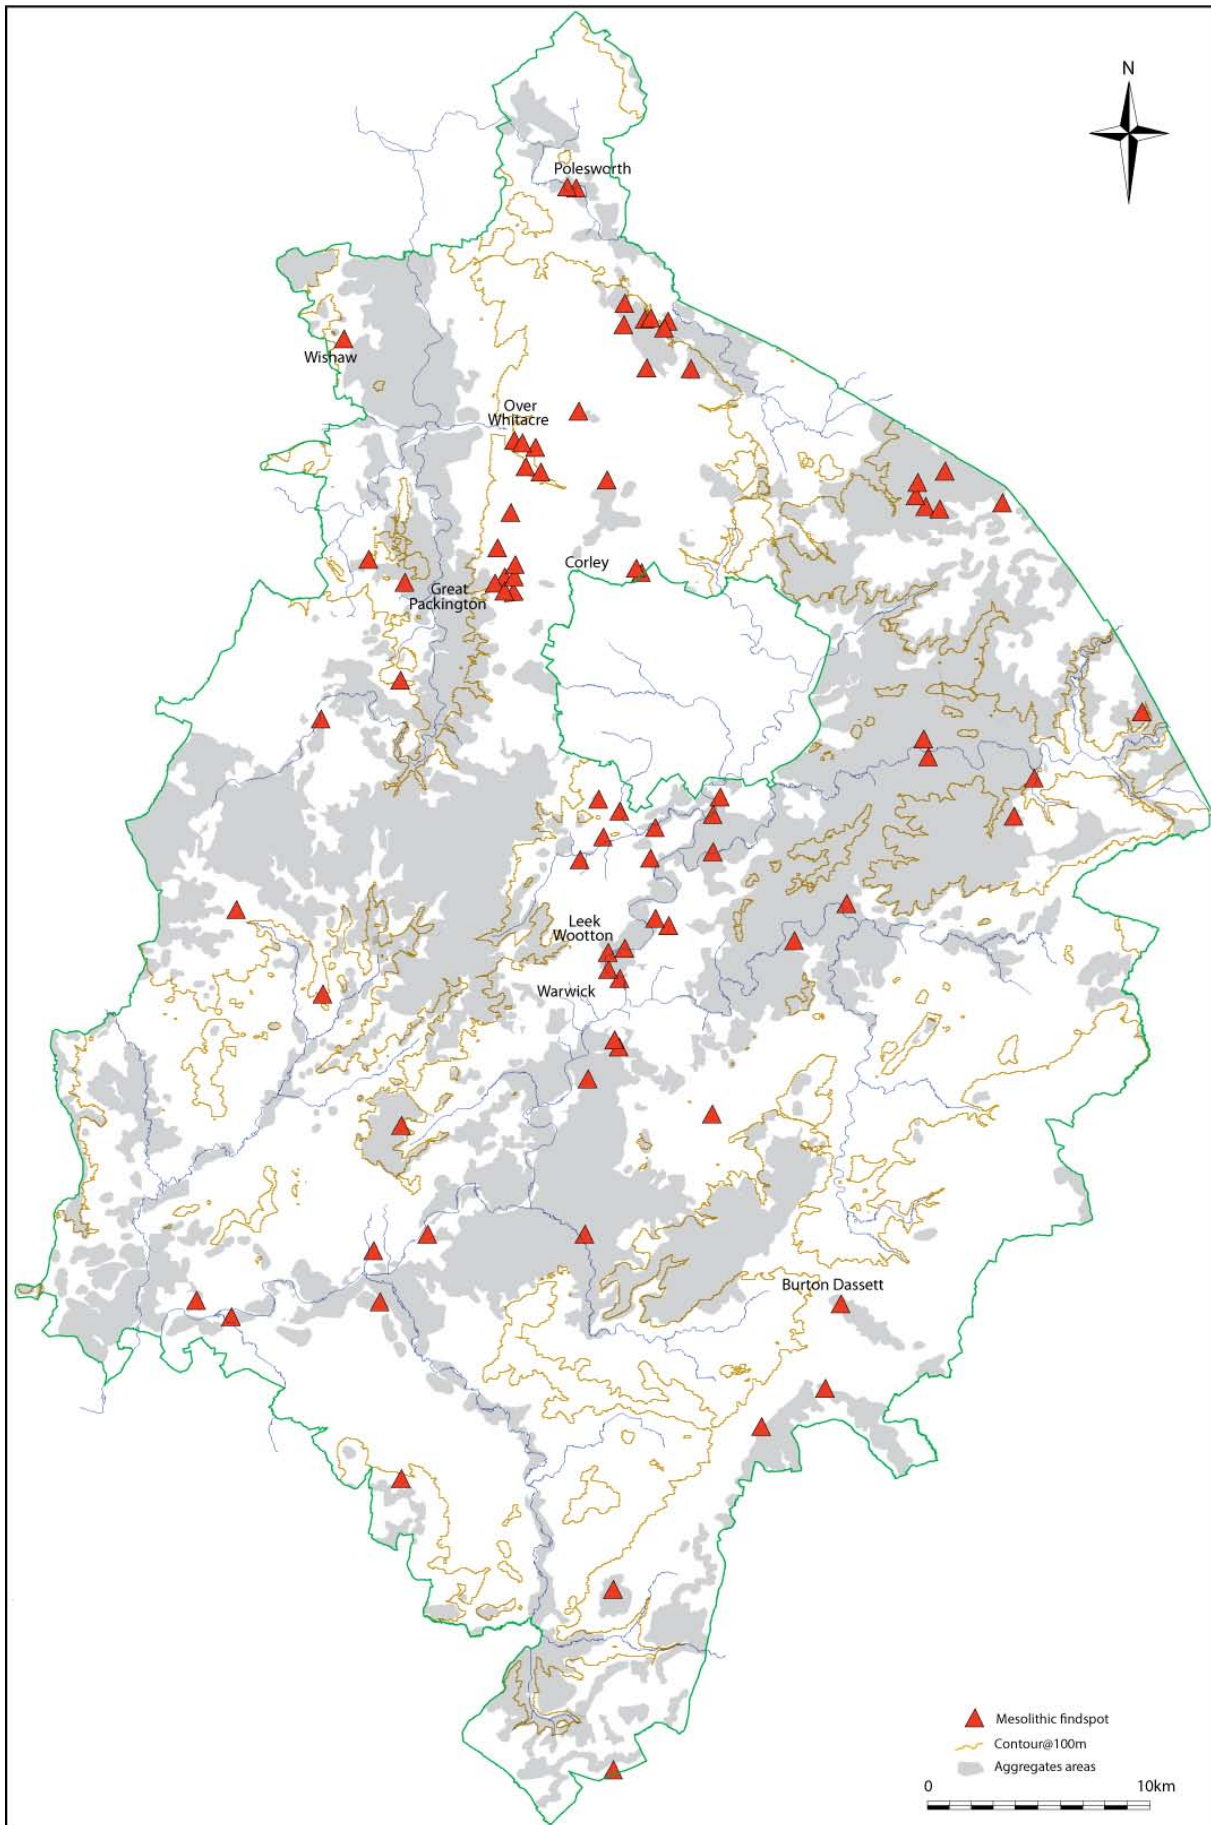 N
Polesworth
Wishaw
Over
Whitacre
Corley
Great
Packington
Leek
Wootton
Warwick
Burton Dassett
Mesolithic findspot
Contour@100m
Aggregates areas
0 10km